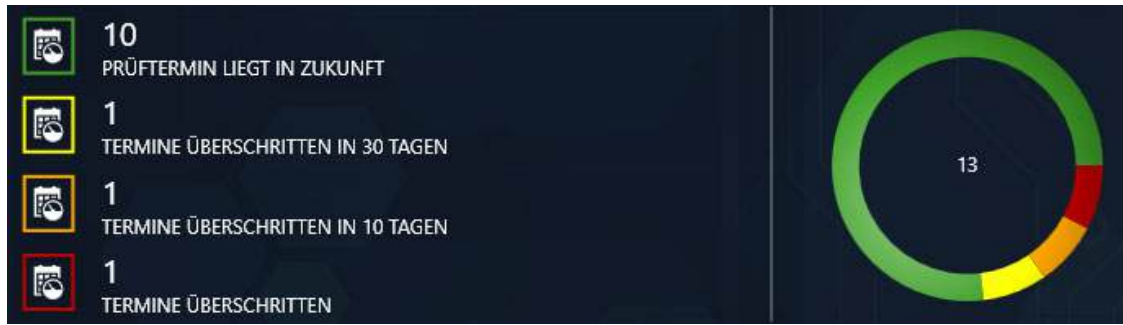 10
PRÜFTERMIN LIEGT IN ZUKUNFT
1
TERMINE ÜBERSCHRITTEN IN 30 TAGEN
1
TERMINE ÜBERSCHRITTEN IN 10 TAGEN
1
TERMINE ÜBERSCHRITTEN
13